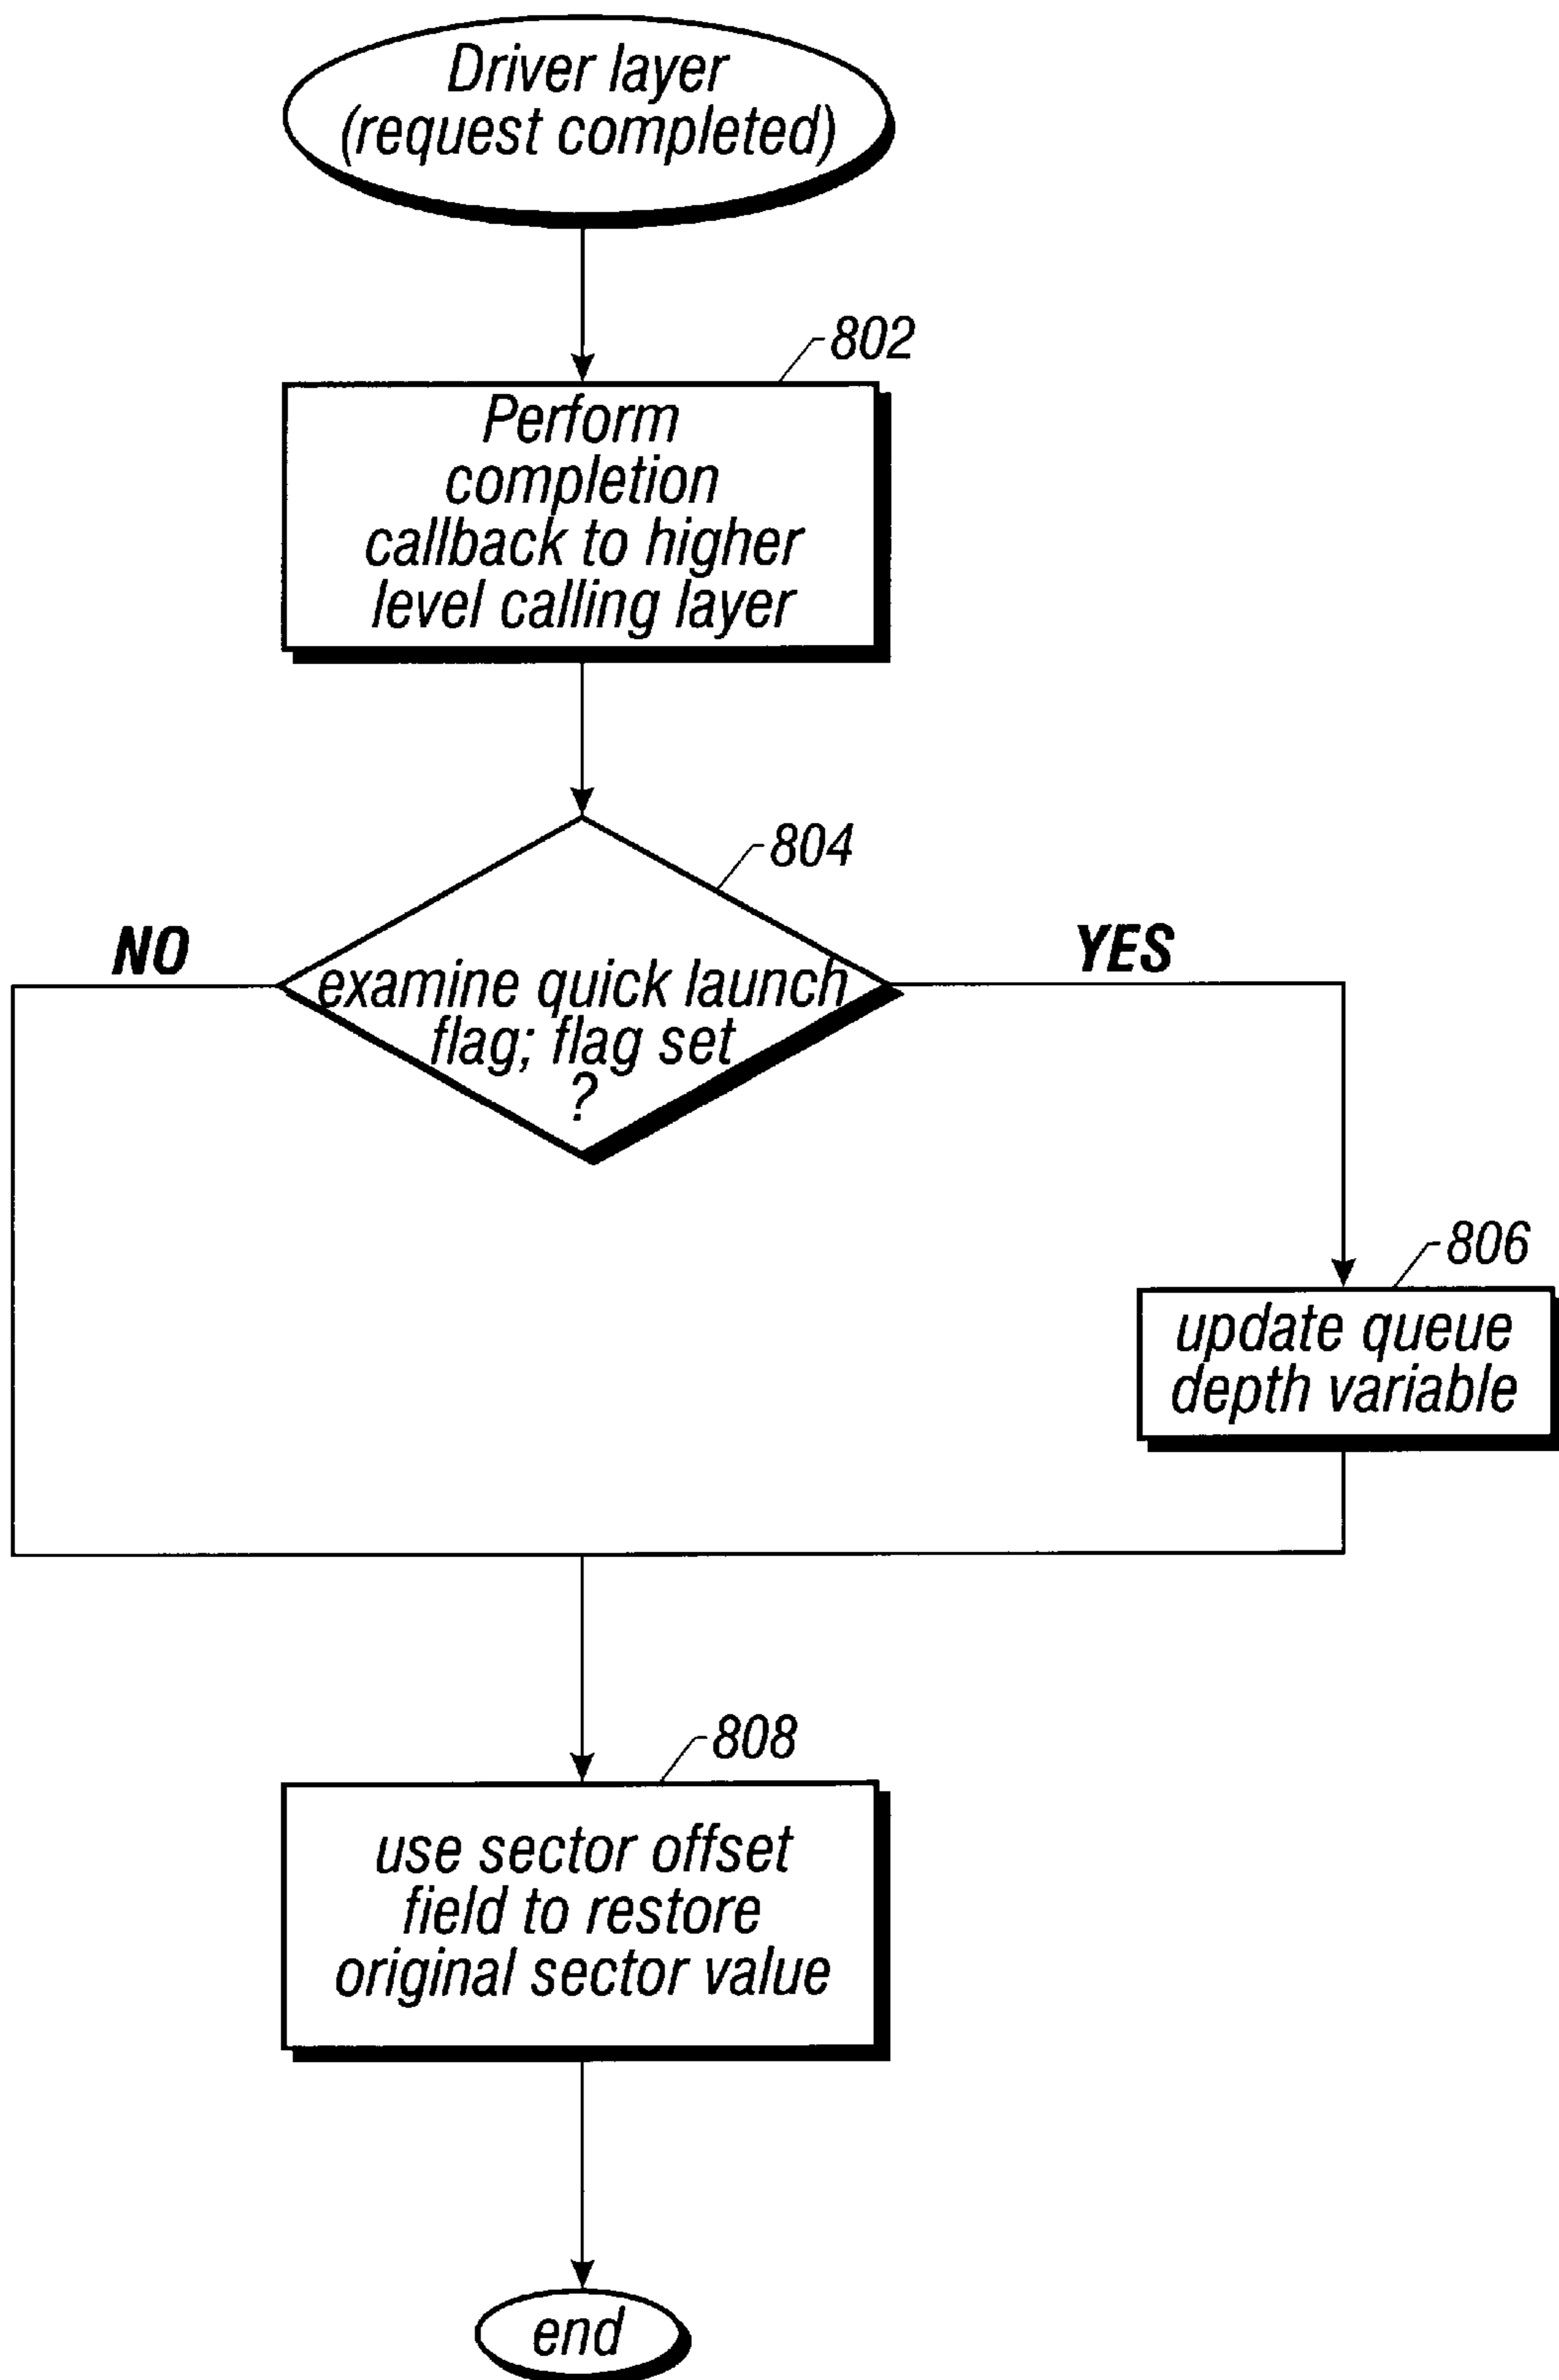 Driver layer
(request completed)
802
Perform
completion
callback to higher
level calling layer
804
NO
YES
examine quick launch
flag; flag set
?
806
update queue
depth variable
808
use sector offset
field to restore
original sector value
end